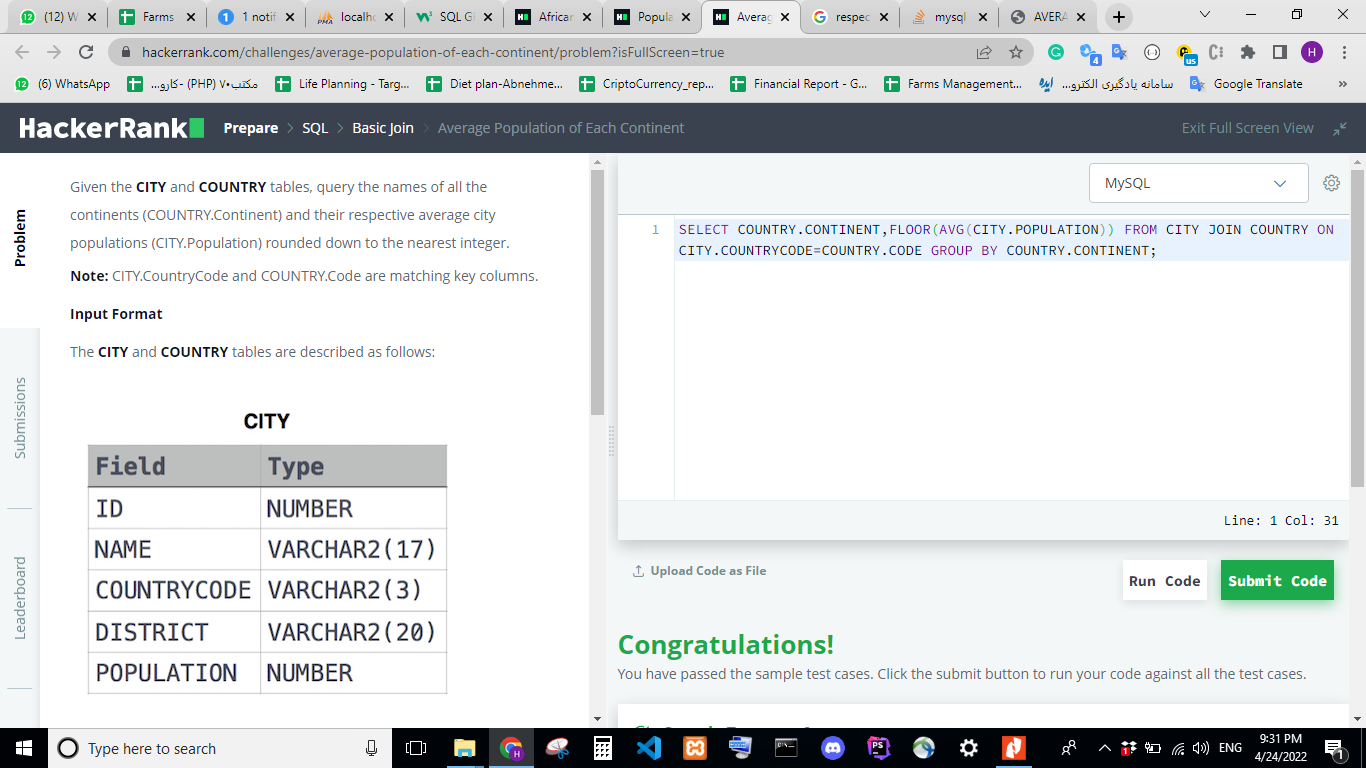 (12) W
Farms
1 notif
localho
SQL G
African
Popula
Averag
respec
mysql
AVERA
hackerrank.com/challenges/average-population-of-each-continent/problem?isFullScreen=true
4
us
H
(6) WhatsApp
مکتب۷۰ (PHP) -کارو...
Life Planning - Targ...
Diet plan-Abnehme...
CriptoCurrency_rep...
Financial Report - G...
Farms Management...
سامانه یادگیری الکترو...
Google Translate
»
HackerRank
Prepare > SQL > Basic Join > Average Population of Each Continent
Exit Full Screen View
Problem
Submissions
Leaderboard
Given the CITY and COUNTRY tables, query the names of all the
continents (COUNTRY.Continent) and their respective average city
populations (CITY.Population) rounded down to the nearest integer.
Note: CITY.CountryCode and COUNTRY.Code are matching key columns.
Input Format
The CITY and COUNTRY tables are described as follows:
CITY
Field Type
ID NUMBER
NAME VARCHAR2(17)
COUNTRYCODE VARCHAR2(3)
DISTRICT VARCHAR2(20)
POPULATION NUMBER
MySQL
1 SELECT COUNTRY.CONTINENT,FLOOR(AVG(CITY.POPULATION)) FROM CITY JOIN COUNTRY ON
CITY.COUNTRYCODE=COUNTRY.CODE GROUP BY COUNTRY.CONTINENT;
Line: 1 Col: 31
Upload Code as File
Run Code
Submit Code
Congratulations!
You have passed the sample test cases. Click the submit button to run your code against all the test cases.
Type here to search
ENG
9:31 PM
4/24/2022
1